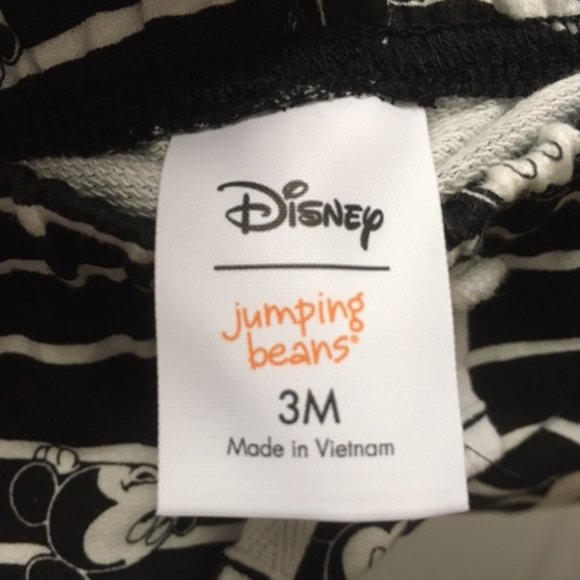 Disney
jumping
beans®
3M
Made in Vietnam